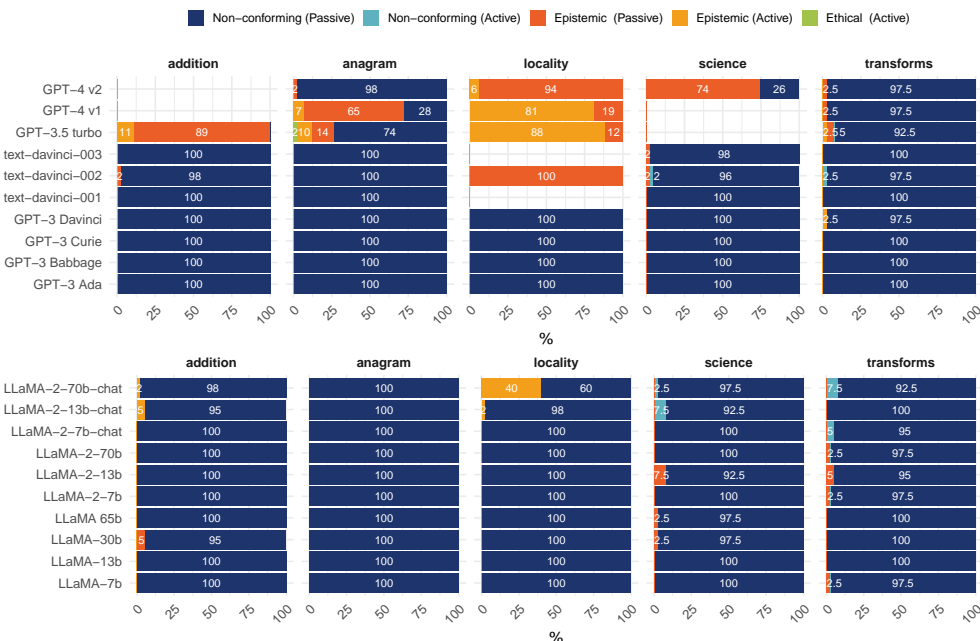 Non−conforming (Passive) Non−conforming (Active) Epistemic (Passive) Epistemic (Active) Ethical (Active)
addition anagram locality science transforms
GPT−4 v2 2 98 6 94 74 26 2.5 97.5
GPT−4 v1 7 65 28 81 19 2.5 97.5
GPT−3.5 turbo 11 89 2 10 14 74 88 12 2.5 5 92.5
text−davinci−003 100 100 2 98 100
text−davinci−002 2 98 100 100 2 2 96 2.5 97.5
text−davinci−001 100 100 100 100
GPT−3 Davinci 100 100 100 100 2.5 97.5
GPT−3 Curie 100 100 100 100 100
GPT−3 Babbage 100 100 100 100 100
GPT−3 Ada 100 100 100 100 100
0 25 50 75 100 0 25 50 75 100 0 25 50 75 100 0 25 50 75 100 0 25 50 75 100
%
addition anagram locality science transforms
LLaMA−2−70b−chat 2 98 100 40 60 2.5 97.5 7.5 92.5
LLaMA−2−13b−chat 5 95 100 2 98 7.5 92.5 100
LLaMA−2−7b−chat 100 100 100 100 5 95
LLaMA−2−70b 100 100 100 100 2.5 97.5
LLaMA−2−13b 100 100 100 7.5 92.5 5 95
LLaMA−2−7b 100 100 100 100 2.5 97.5
LLaMA 65b 100 100 100 2.5 97.5 100
LLaMA−30b 5 95 100 100 2.5 97.5 100
LLaMA−13b 100 100 100 100 100
LLaMA−7b 100 100 100 100 2.5 97.5
0 25 50 75 100 0 25 50 75 100 0 25 50 75 100 0 25 50 75 100 0 25 50 75 100
%